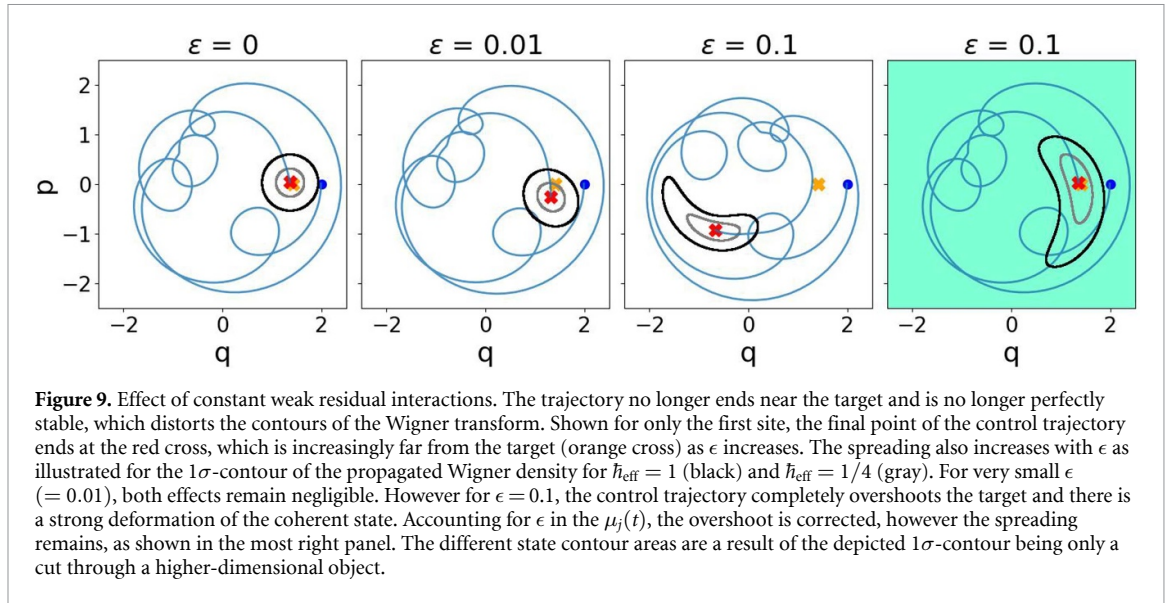 ε = 0 ε = 0.01 ε = 0.1 ε = 0.1
2
1
0
−1
−2
p
−2 0 2 −2 0 2 −2 0 2 −2 0 2
q q q q
Figure 9. Effect of constant weak residual interactions. The trajectory no longer ends near the target and is no longer perfectly
stable, which distorts the contours of the Wigner transform. Shown for only the first site, the final point of the control trajectory
ends at the red cross, which is increasingly far from the target (orange cross) as ϵ increases. The spreading also increases with ϵ as
illustrated for the 1σ-contour of the propagated Wigner density for ℏeff = 1 (black) and ℏeff = 1/4 (gray). For very small ϵ
(= 0.01), both effects remain negligible. However for ϵ = 0.1, the control trajectory completely overshoots the target and there is
a strong deformation of the coherent state. Accounting for ϵ in the μj(t), the overshoot is corrected, however the spreading
remains, as shown in the most right panel. The different state contour areas are a result of the depicted 1σ-contour being only a
cut through a higher-dimensional object.